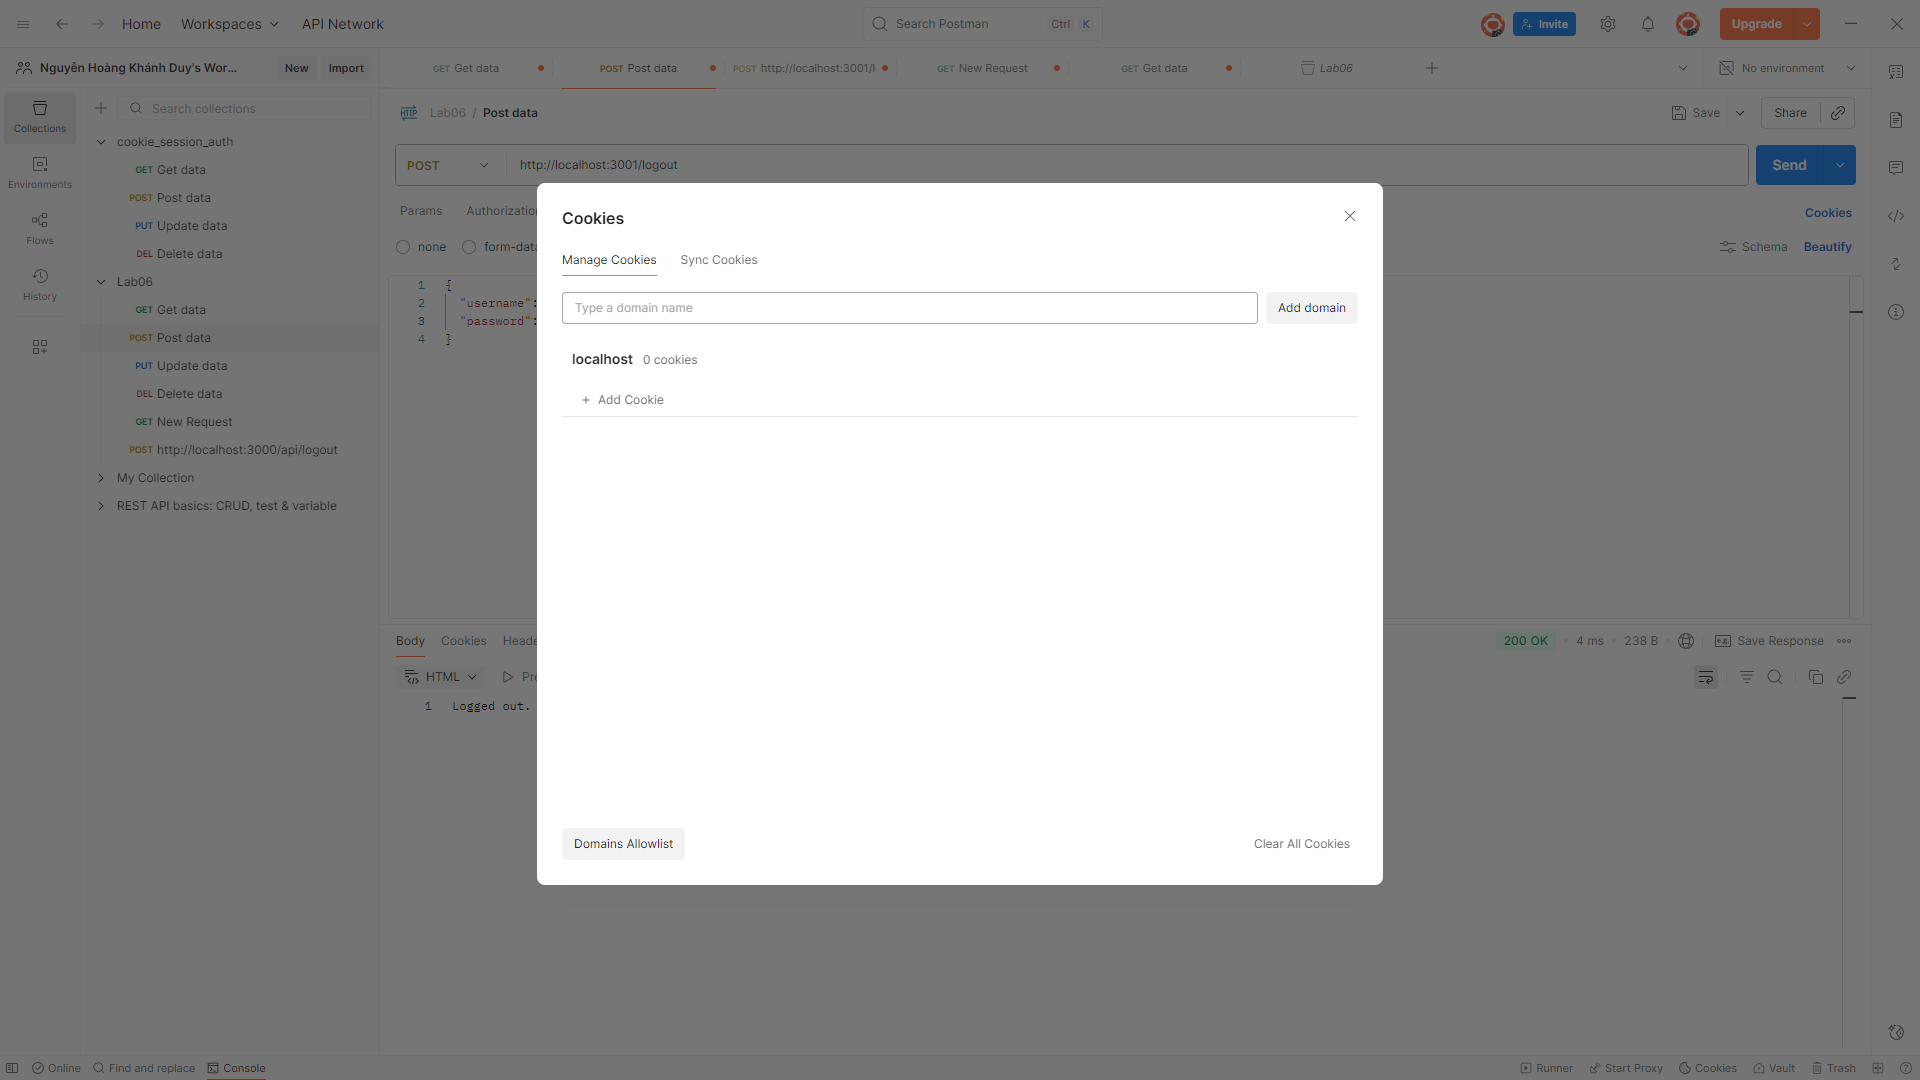 Home
Workspaces
API Network
Search Postman
Ctrl
K
Invite
Upgrade
Nguyễn Hoàng Khánh Duy's Wor...
New
Import
GET Get data
POST Post data
POST http://localhost:3001/l
GET New Request
GET Get data
Lab06
No environment
Collections
Environments
Flows
History
Search collections
cookie_session_auth
GET Get data
POST Post data
PUT Update data
DEL Delete data
Lab06
GET Get data
POST Post data
PUT Update data
DEL Delete data
GET New Request
POST http://localhost:3000/api/logout
My Collection
REST API basics: CRUD, test & variable
HTTP
Lab06 / Post data
Save
Share
POST
http://localhost:3001/logout
Send
Params
Authorization
Cookies
none
form-data
Schema
Beautify
1 {
2 "username":
3 "password":
4 }
Cookies
Manage Cookies
Sync Cookies
Type a domain name
Add domain
localhost 0 cookies
+ Add Cookie
Domains Allowlist
Clear All Cookies
Body
Cookies
Heade
200 OK
4 ms
238 B
e.g.
Save Response
HTML
Pre
1 Logged out.
Online
Find and replace
Console
Runner
Start Proxy
Cookies
Vault
Trash